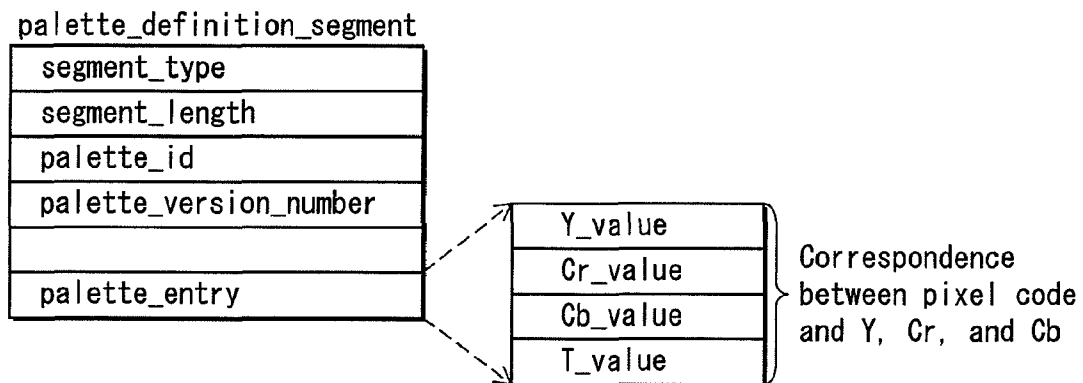 palette_definition_segment
segment_type
segment_length
palette_id
palette_version_number
palette_entry
Y_value
Cr_value
Cb_value
T_value
Correspondence
between pixel code
and Y, Cr, and Cb